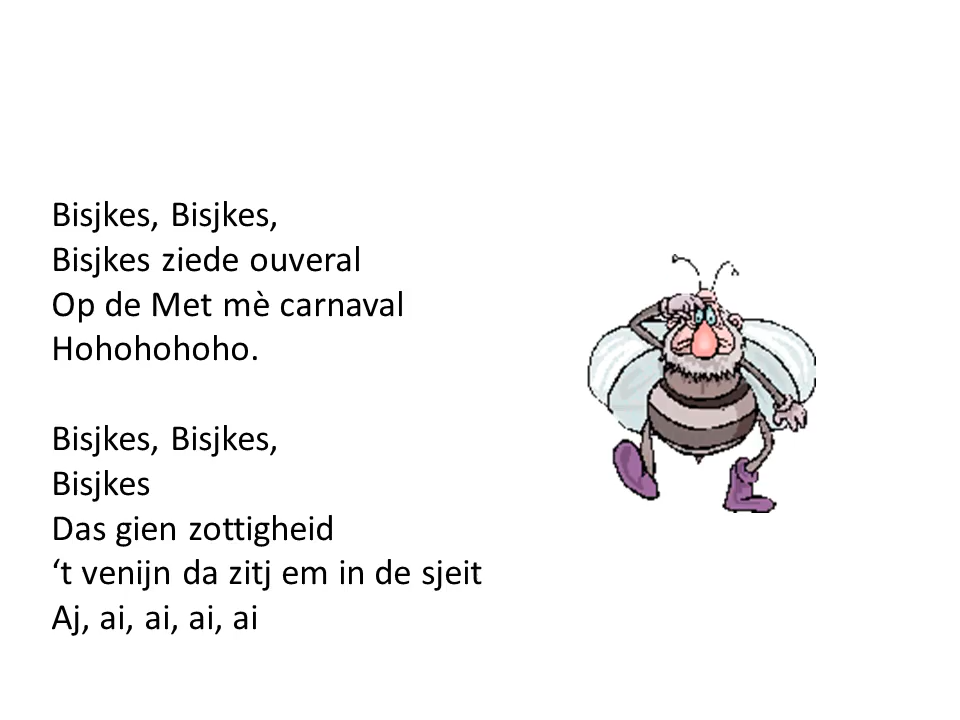 Bisjkes, Bisjkes,
Bisjkes ziede ouveral
Op de Met mè carnaval
Hohohohoho.
Bisjkes, Bisjkes,
Bisjkes
Das gien zottigheid
‘t venijn da zitj em in de sjeit
Aj, ai, ai, ai, ai